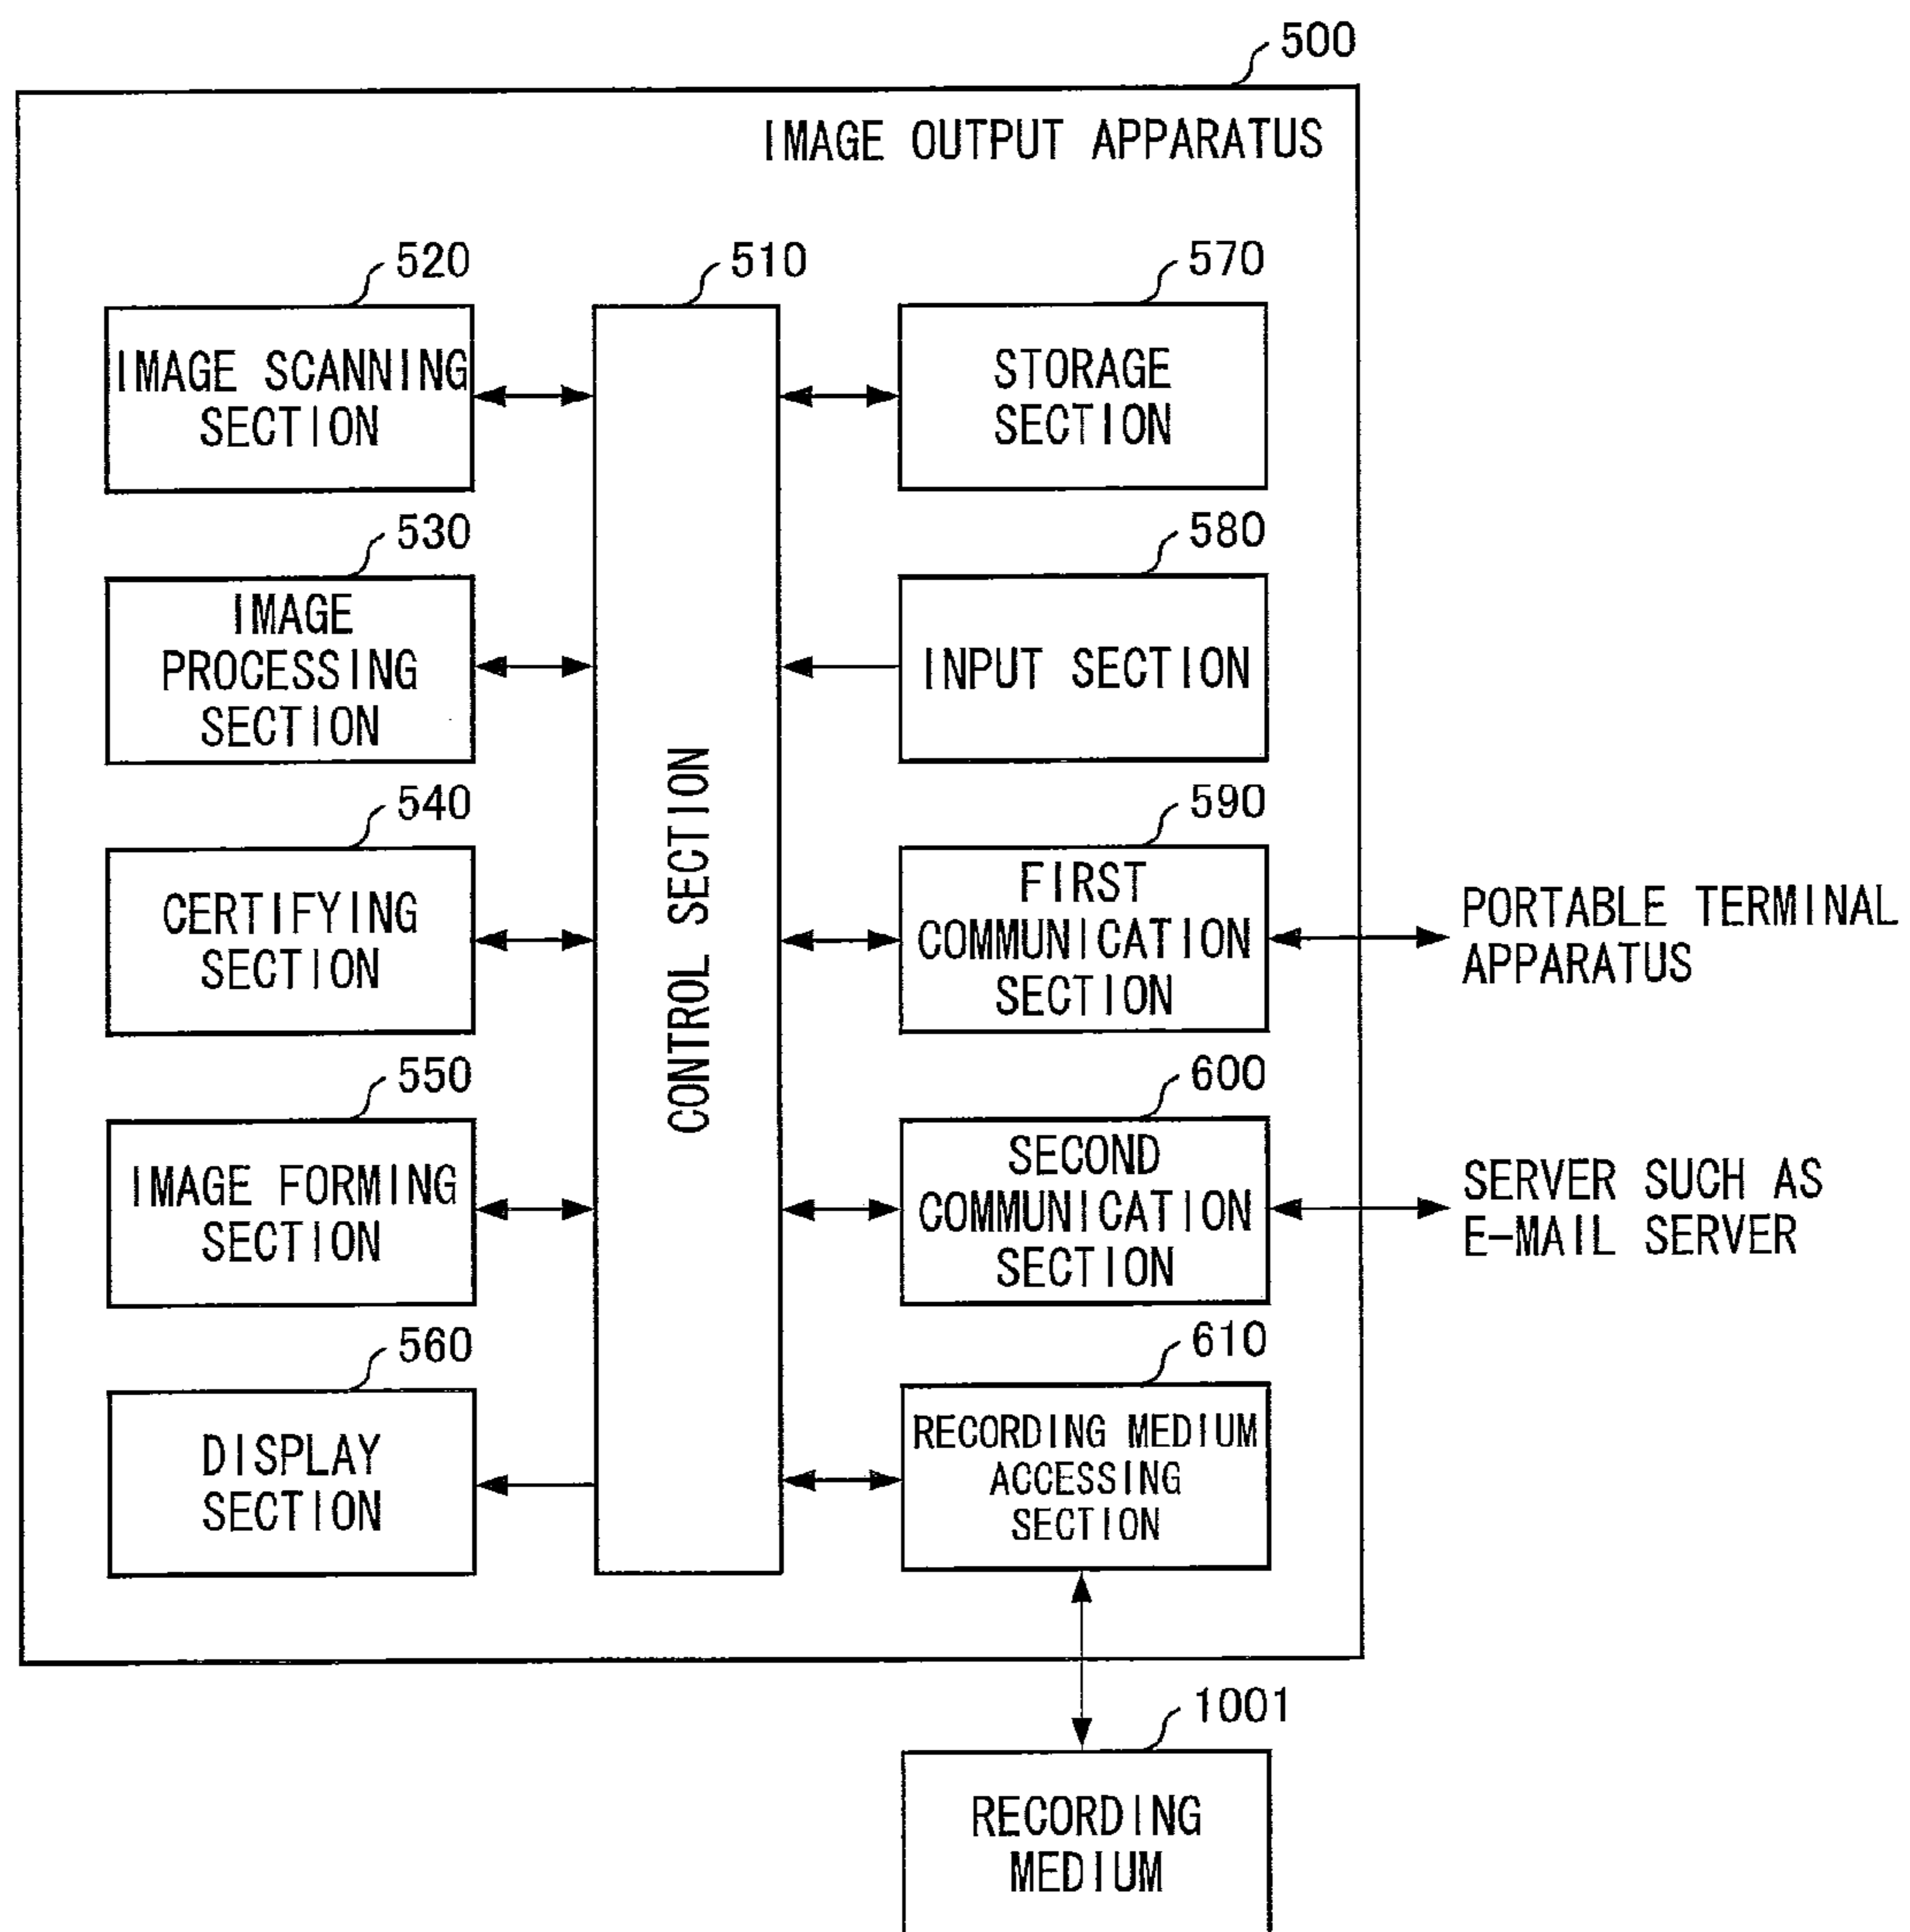 500
IMAGE OUTPUT APPARATUS
520
510
570
IMAGE SCANNING
SECTION
STORAGE
SECTION
530
580
IMAGE
PROCESSING
SECTION
INPUT SECTION
CONTROL SECTION
540
590
CERTIFYING
SECTION
FIRST
COMMUNICATION
SECTION
PORTABLE TERMINAL
APPARATUS
550
600
IMAGE FORMING
SECTION
SECOND
COMMUNICATION
SECTION
SERVER SUCH AS
E-MAIL SERVER
560
610
DISPLAY
SECTION
RECORDING MEDIUM
ACCESSING
SECTION
1001
RECORDING
MEDIUM